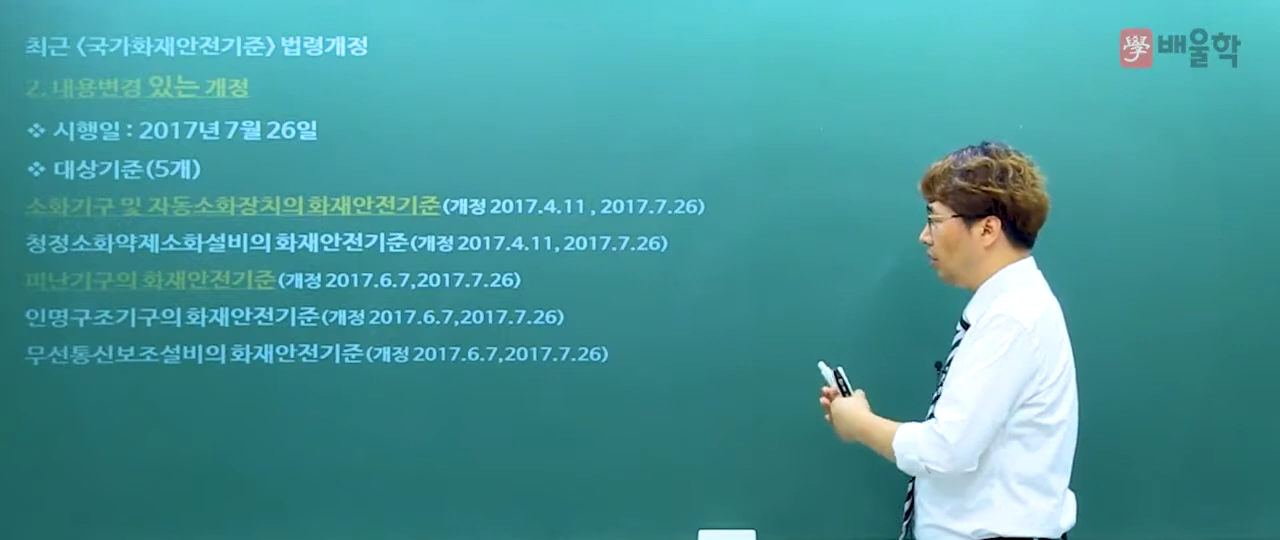 최근 <국가화재안전기준> 법령개정
學 배울학
2. 내용변경 있는 개정
❖ 시행일 : 2017년 7월 26일
❖ 대상기준(5개)
소화기구 및 자동소화장치의 화재안전기준(개정 2017.4.11 , 2017.7.26)
청정소화약제소화설비의 화재안전기준(개정 2017.4.11, 2017.7.26)
피난기구의 화재안전기준(개정 2017.6.7,2017.7.26)
인명구조기구의 화재안전기준(개정 2017.6.7,2017.7.26)
무선통신보조설비의 화재안전기준(개정 2017.6.7,2017.7.26)